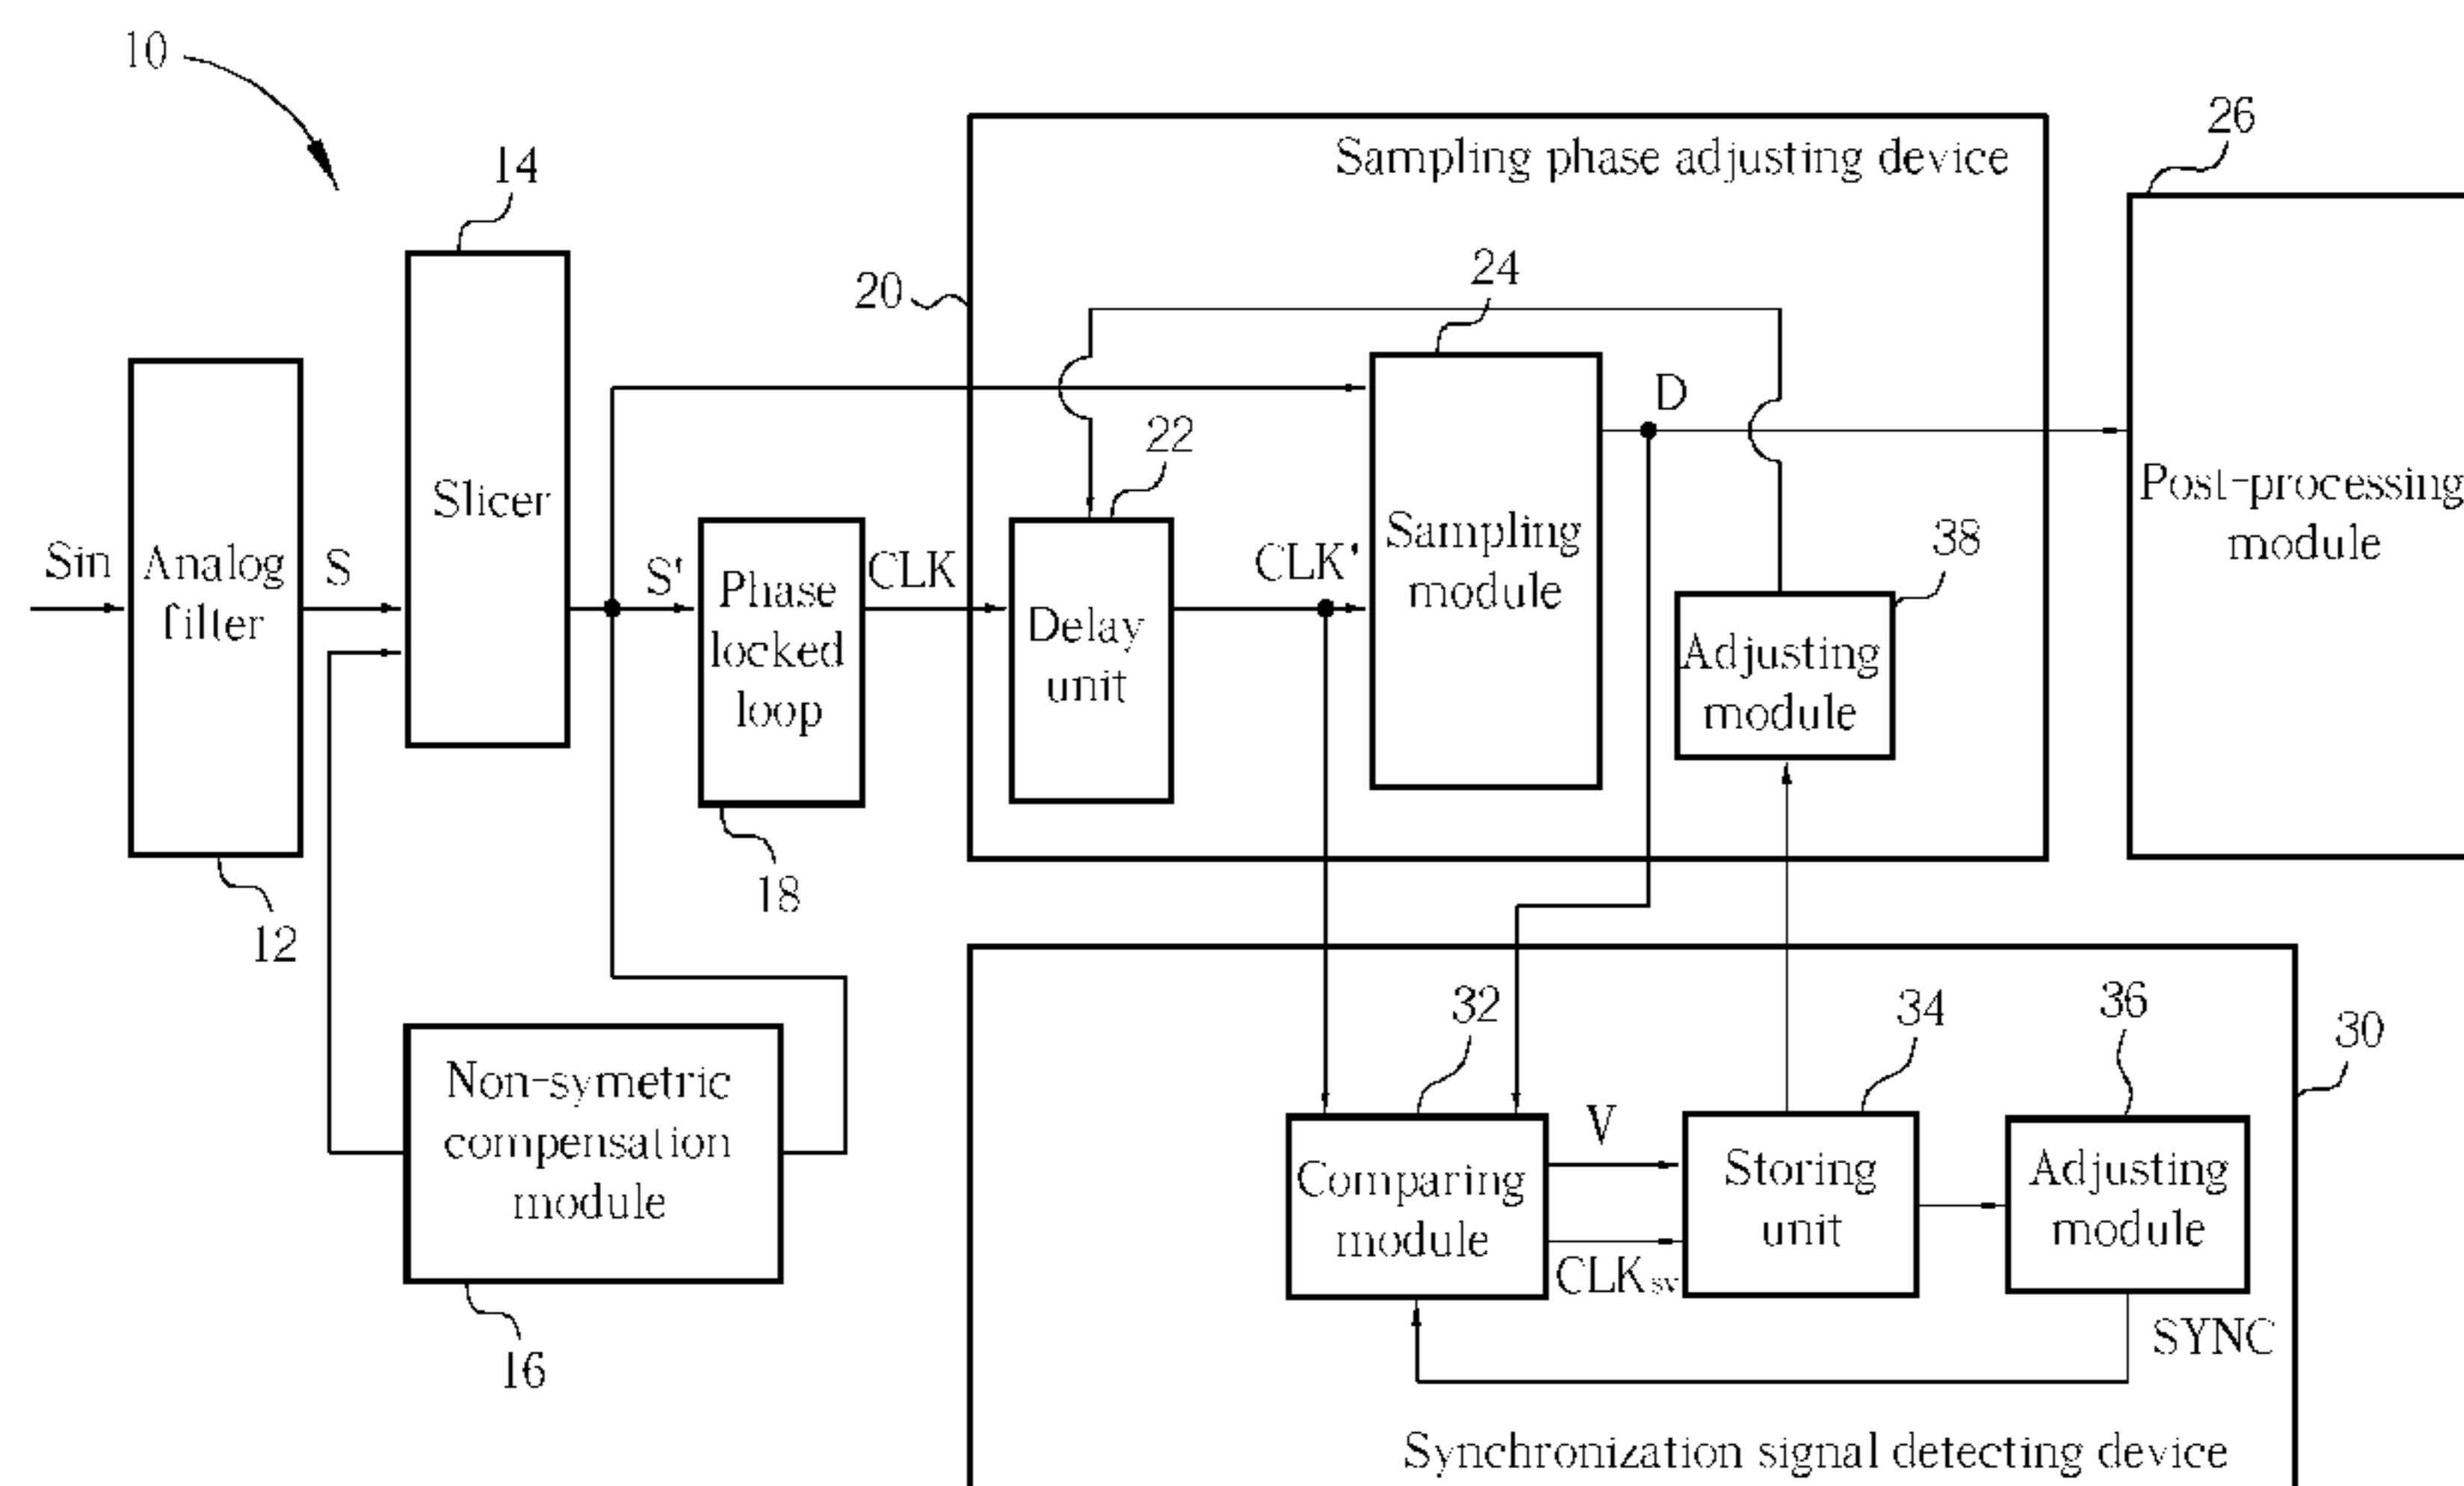 10
14
26
Sampling phase adjusting device
20
24
22
D
Slicer
Post-processing
module
Sin
Analog
filter
S
S'
Phase
locked
loop
CLK
Delay
unit
CLK'
Sampling
module
38
Adjusting
module
18
12
32
34
36
30
Non-symetric
compensation
module
Comparing
module
V
CLKsv
Storing
unit
Adjusting
module
16
SYNC
Synchronization signal detecting device